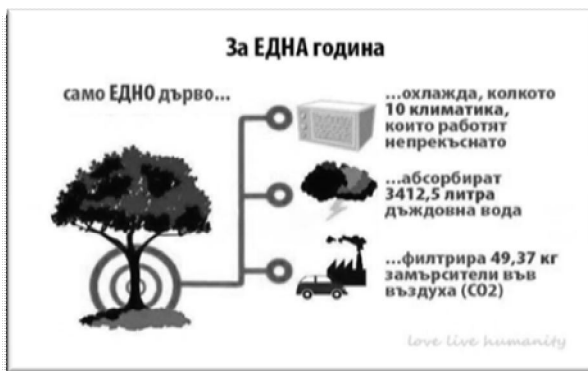 За ЕДНА година
само ЕДНО дърво...
...охлажда, колкото
10 климатика,
които работят
непрекъснато
...абсорбират
3412,5 литра
дъждовна вода
...филтрира 49,37 кг
замърсители във
въздуха (CO2)
love live humanity